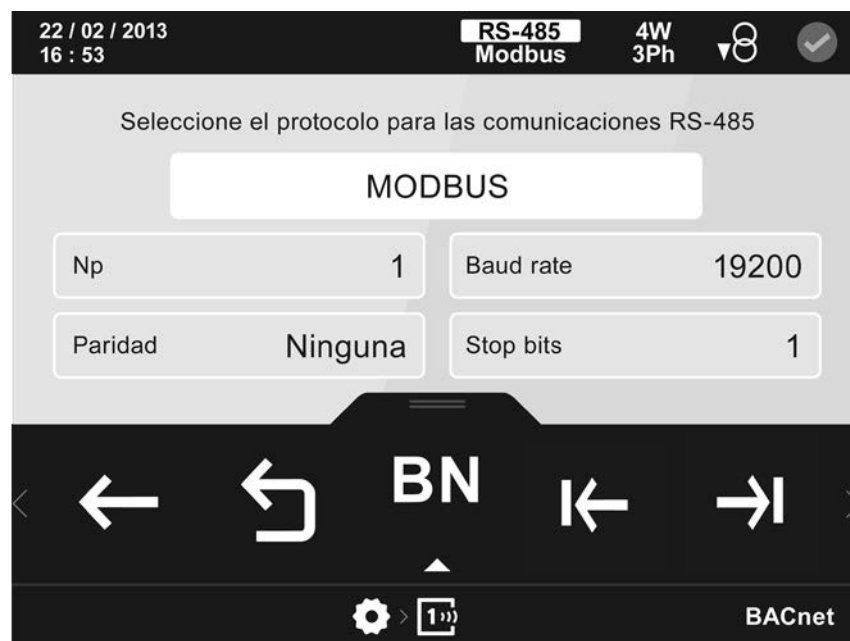 22 / 02 / 2013
16 : 53
RS-485
Modbus
4W
3Ph
Seleccione el protocolo para las comunicaciones RS-485
MODBUS
Np 1
Baud rate 19200
Paridad Ninguna
Stop bits 1
BN
1
BACnet